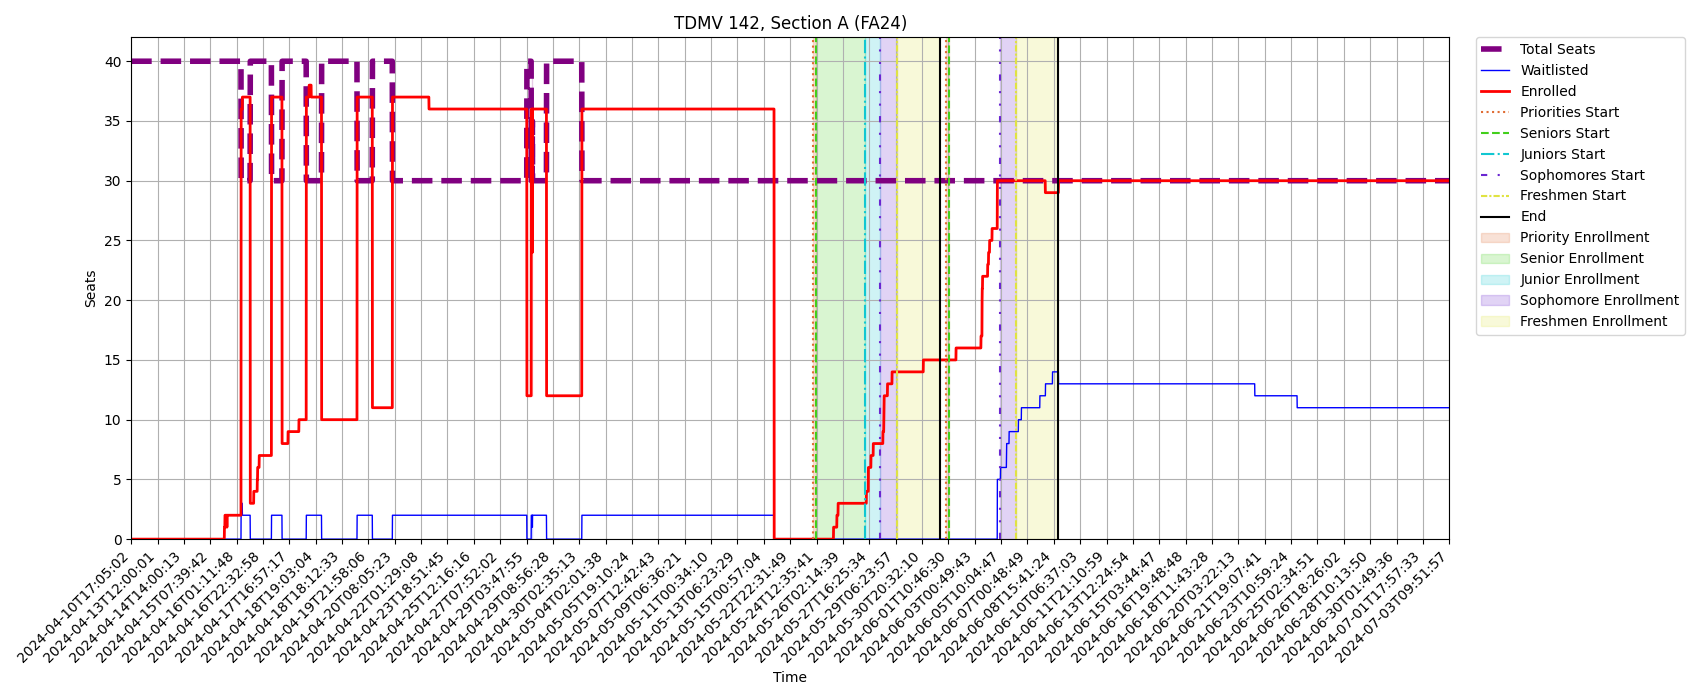 TDMV 142, Section A (FA24)
Seats
40
35
30
25
20
15
10
5
0
2024-04-10T17:05:02
2024-04-13T12:00:01
2024-04-14T14:00:13
2024-04-15T07:39:42
2024-04-16T01:11:48
2024-04-16T22:32:58
2024-04-17T16:57:17
2024-04-18T19:03:04
2024-04-18T18:12:33
2024-04-19T21:58:06
2024-04-20T08:05:23
2024-04-22T01:29:08
2024-04-23T18:51:45
2024-04-25T12:16:16
2024-04-27T07:52:02
2024-04-29T03:47:55
2024-04-29T08:56:28
2024-04-30T02:35:13
2024-05-04T02:01:38
2024-05-05T19:10:24
2024-05-07T12:42:43
2024-05-09T06:36:21
2024-05-11T00:34:10
2024-05-13T06:23:29
2024-05-15T00:57:04
2024-05-22T22:31:49
2024-05-24T12:35:41
2024-05-26T02:14:39
2024-05-27T16:25:34
2024-05-29T06:23:57
2024-05-30T20:32:10
2024-06-01T10:46:30
2024-06-03T00:49:43
2024-06-05T10:04:47
2024-06-07T00:48:49
2024-06-08T15:41:24
2024-06-10T06:37:03
2024-06-11T21:10:59
2024-06-13T12:24:54
2024-06-15T03:44:47
2024-06-16T19:48:48
2024-06-18T11:43:28
2024-06-20T03:22:13
2024-06-21T19:07:41
2024-06-23T10:59:24
2024-06-25T02:34:51
2024-06-26T18:26:02
2024-06-28T10:13:50
2024-06-30T01:49:36
2024-07-01T17:57:33
2024-07-03T09:51:57
Time
Total Seats
Waitlisted
Enrolled
Priorities Start
Seniors Start
Juniors Start
Sophomores Start
Freshmen Start
End
Priority Enrollment
Senior Enrollment
Junior Enrollment
Sophomore Enrollment
Freshmen Enrollment